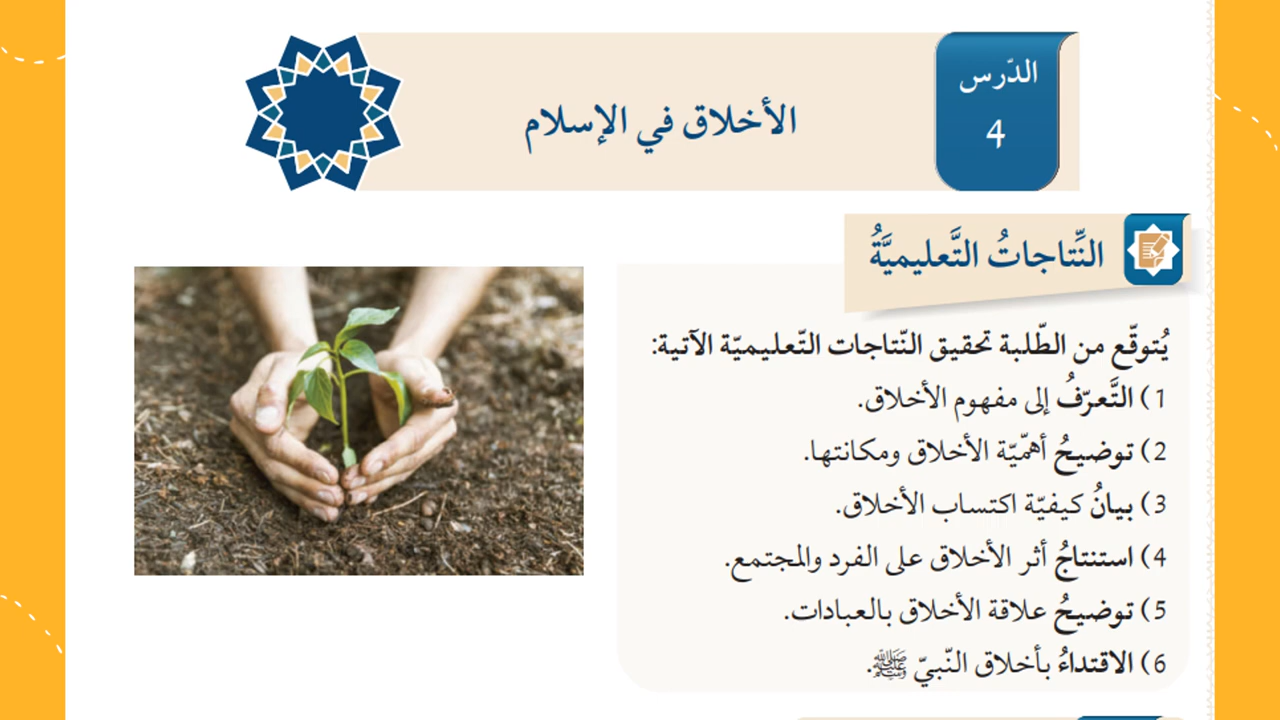 الدّرس
4
الأخلاق في الإسلام
النِّتاجاتُ التَّعليميَّةُ
يُتوقّع من الطّلبة تحقيق النّتاجات التّعليميّة الآتية:
1) التَّعرّفُ إلى مفهوم الأخلاق.
2) توضيحُ أهمّيّة الأخلاق ومكانتها.
3) بيانُ كيفيّة اكتساب الأخلاق.
4) استنتاجُ أثر الأخلاق على الفرد والمجتمع.
5) توضيحُ علاقة الأخلاق بالعبادات.
6) الاقتداءُ بأخلاق النّبيّ ﷺ.